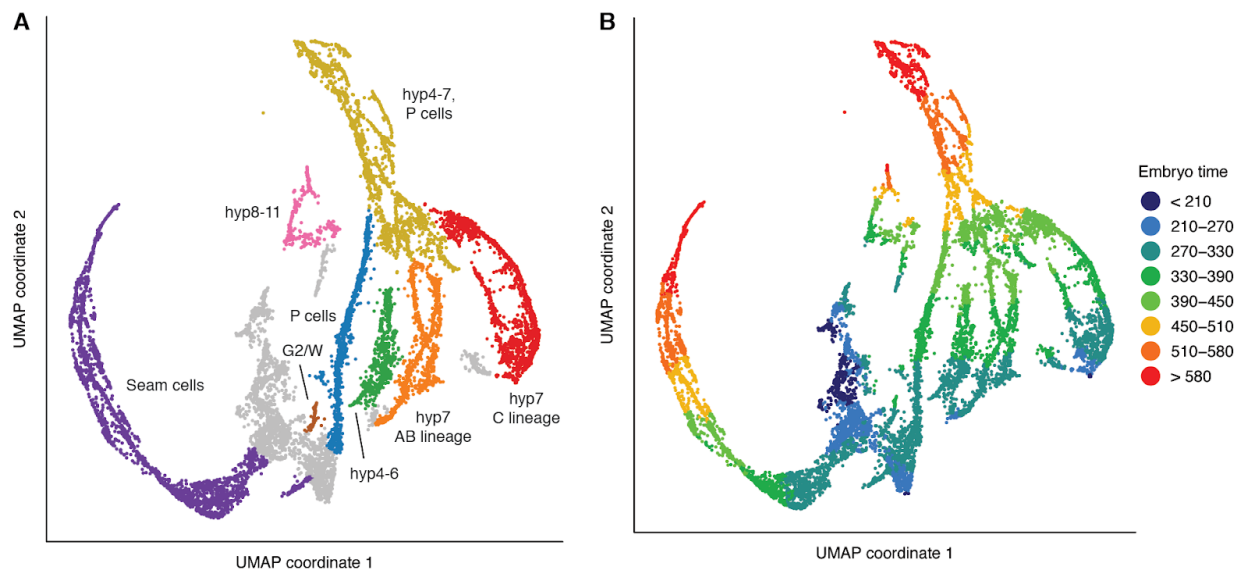 A
UMAP coordinate 2
hyp4-7,
P cells
hyp8-11
P cells
G2/W
Seam cells
hyp7
C lineage
hyp7
AB lineage
hyp4-6
UMAP coordinate 1
B
UMAP coordinate 2
UMAP coordinate 1
Embryo time
< 210
210–270
270–330
330–390
390–450
450–510
510–580
> 580